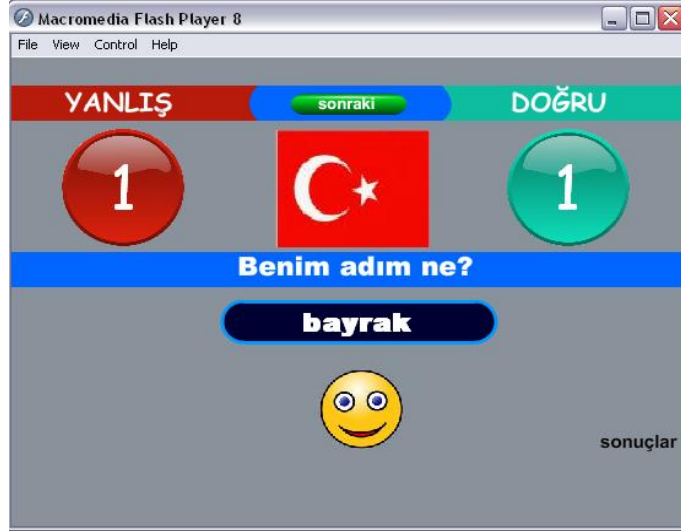 Macromedia Flash Player 8
File View Control Help
YANLIŞ sonraki DOĞRU
1 1
Benim adım ne?
bayrak
sonuçlar